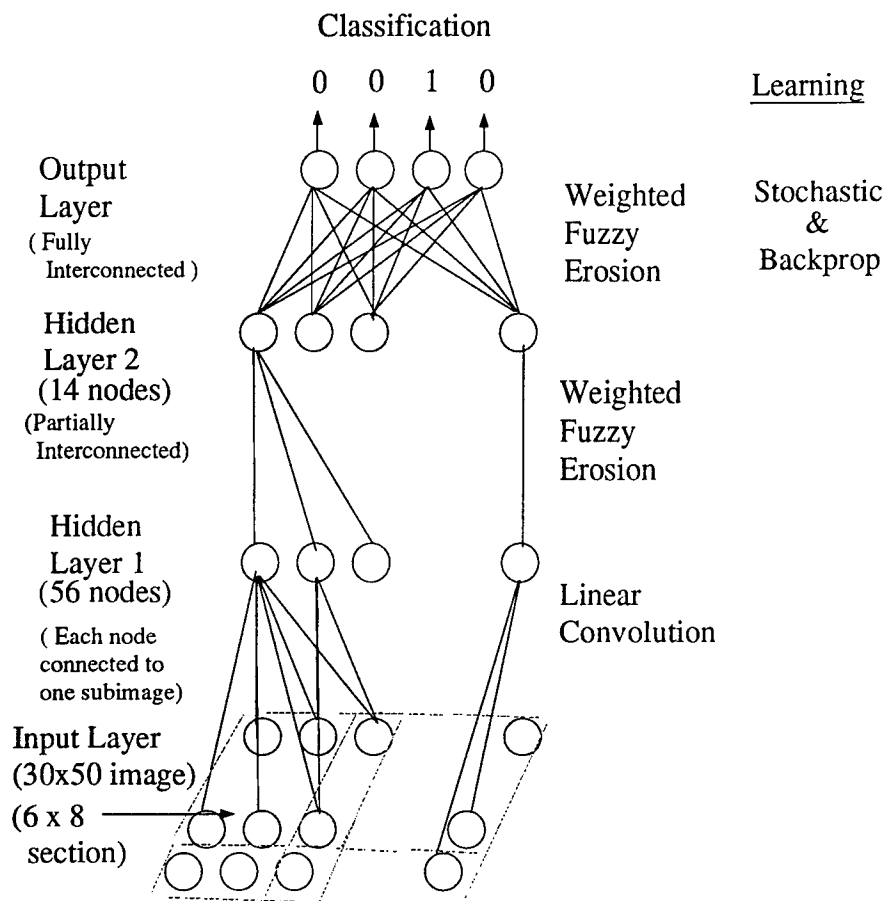 Classification
0 0 1 0
Learning
Output
Layer
( Fully
Interconnected )
Weighted
Fuzzy
Erosion
Stochastic
&
Backprop
Hidden
Layer 2
(14 nodes)
(Partially
Interconnected)
Weighted
Fuzzy
Erosion
Hidden
Layer 1
(56 nodes)
( Each node
connected to
one subimage)
Linear
Convolution
Input Layer
(30x50 image)
(6 x 8
section)